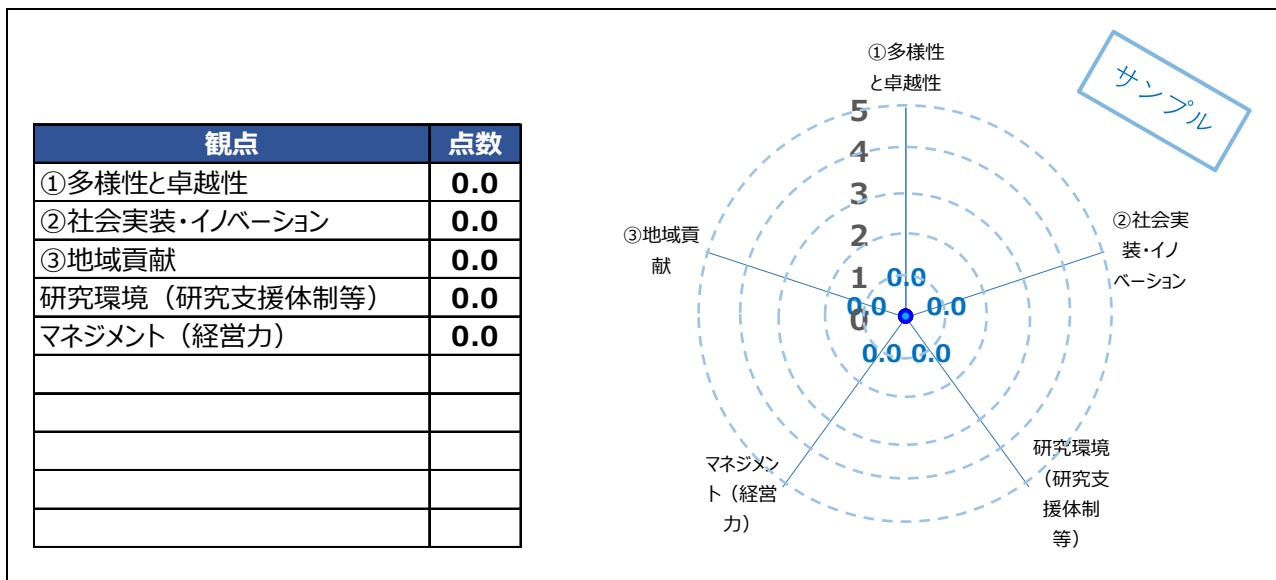 観点 点数
①多様性と卓越性 0.0
②社会実装・イノベーション 0.0
③地域貢献 0.0
研究環境（研究支援体制等） 0.0
マネジメント（経営力） 0.0
サンプル
①多様性
と卓越性
5
4
3
2
1
0
0.0
0.0
0.0
0.0
0.0
②社会実
装・イノ
ベーション
③地域貢
献
研究環境
（研究支
援体制
等）
マネジメン
ト（経営
力）